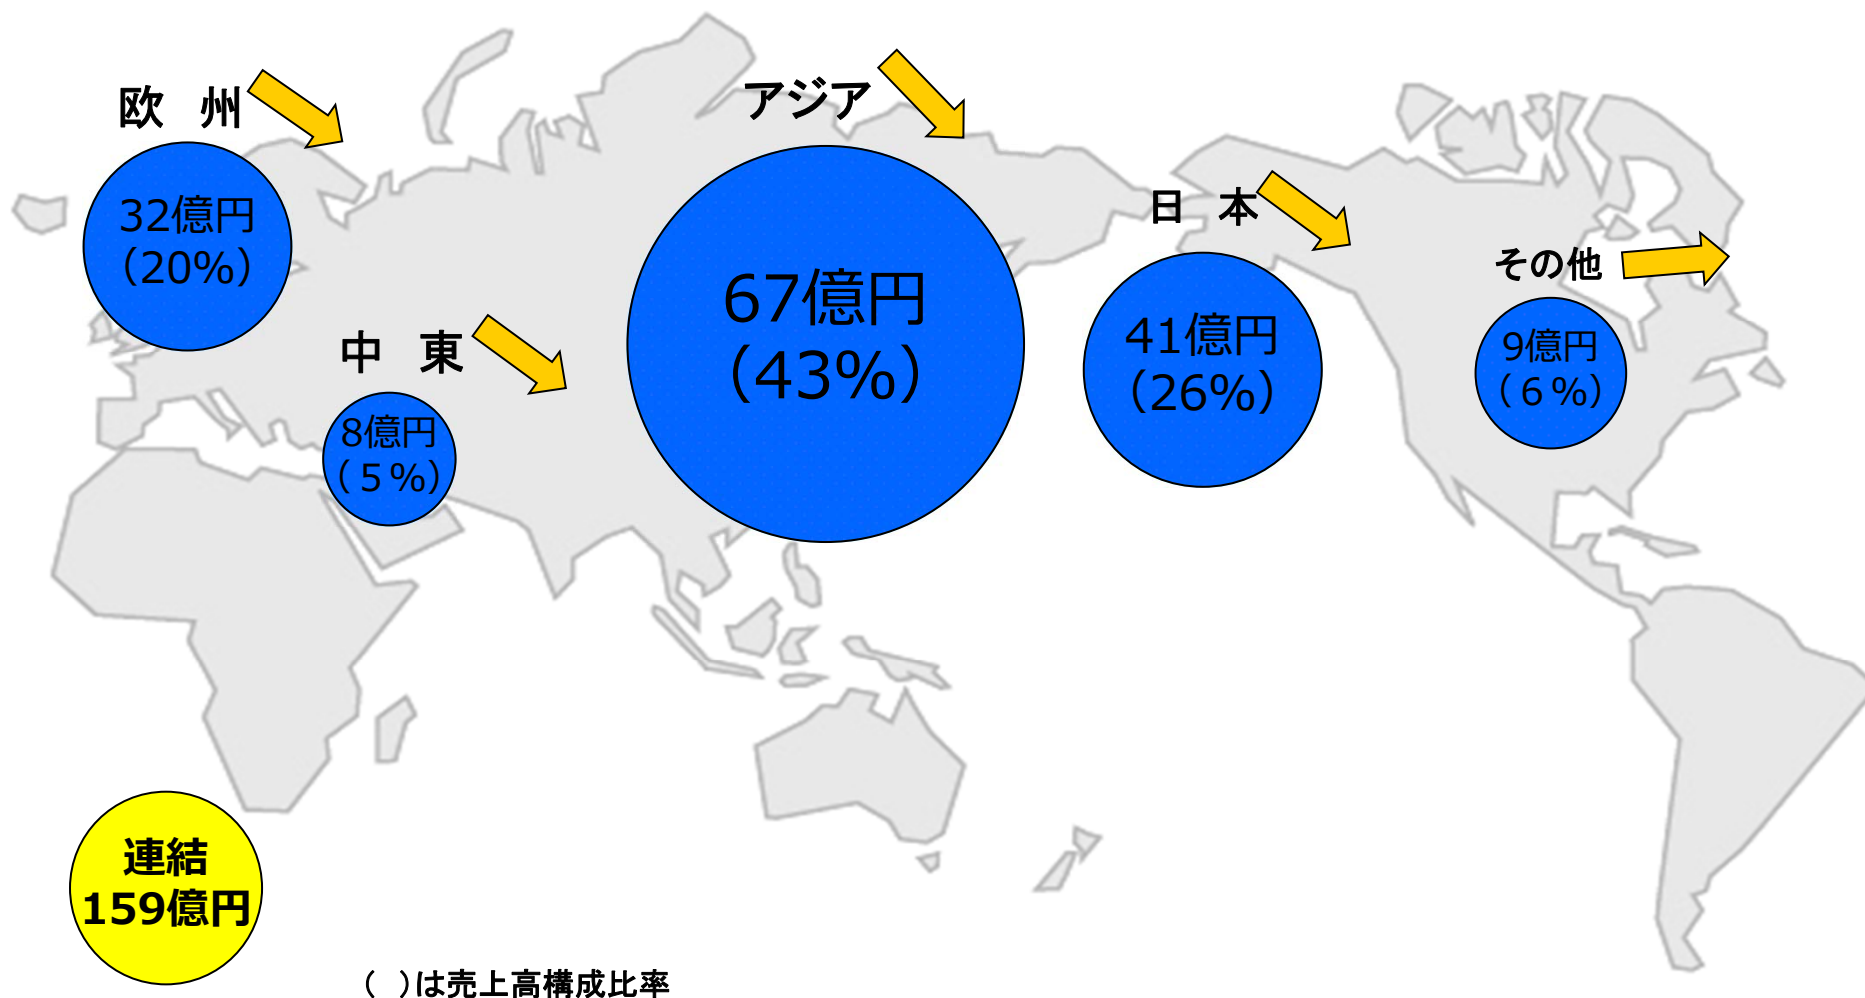 欧　州
32億円
（20%）
中　東
8億円
（５%）
アジア
67億円
（43%）
日　本
41億円
（26%）
その他
9億円
（６%）
連結
159億円
（　）は売上高構成比率